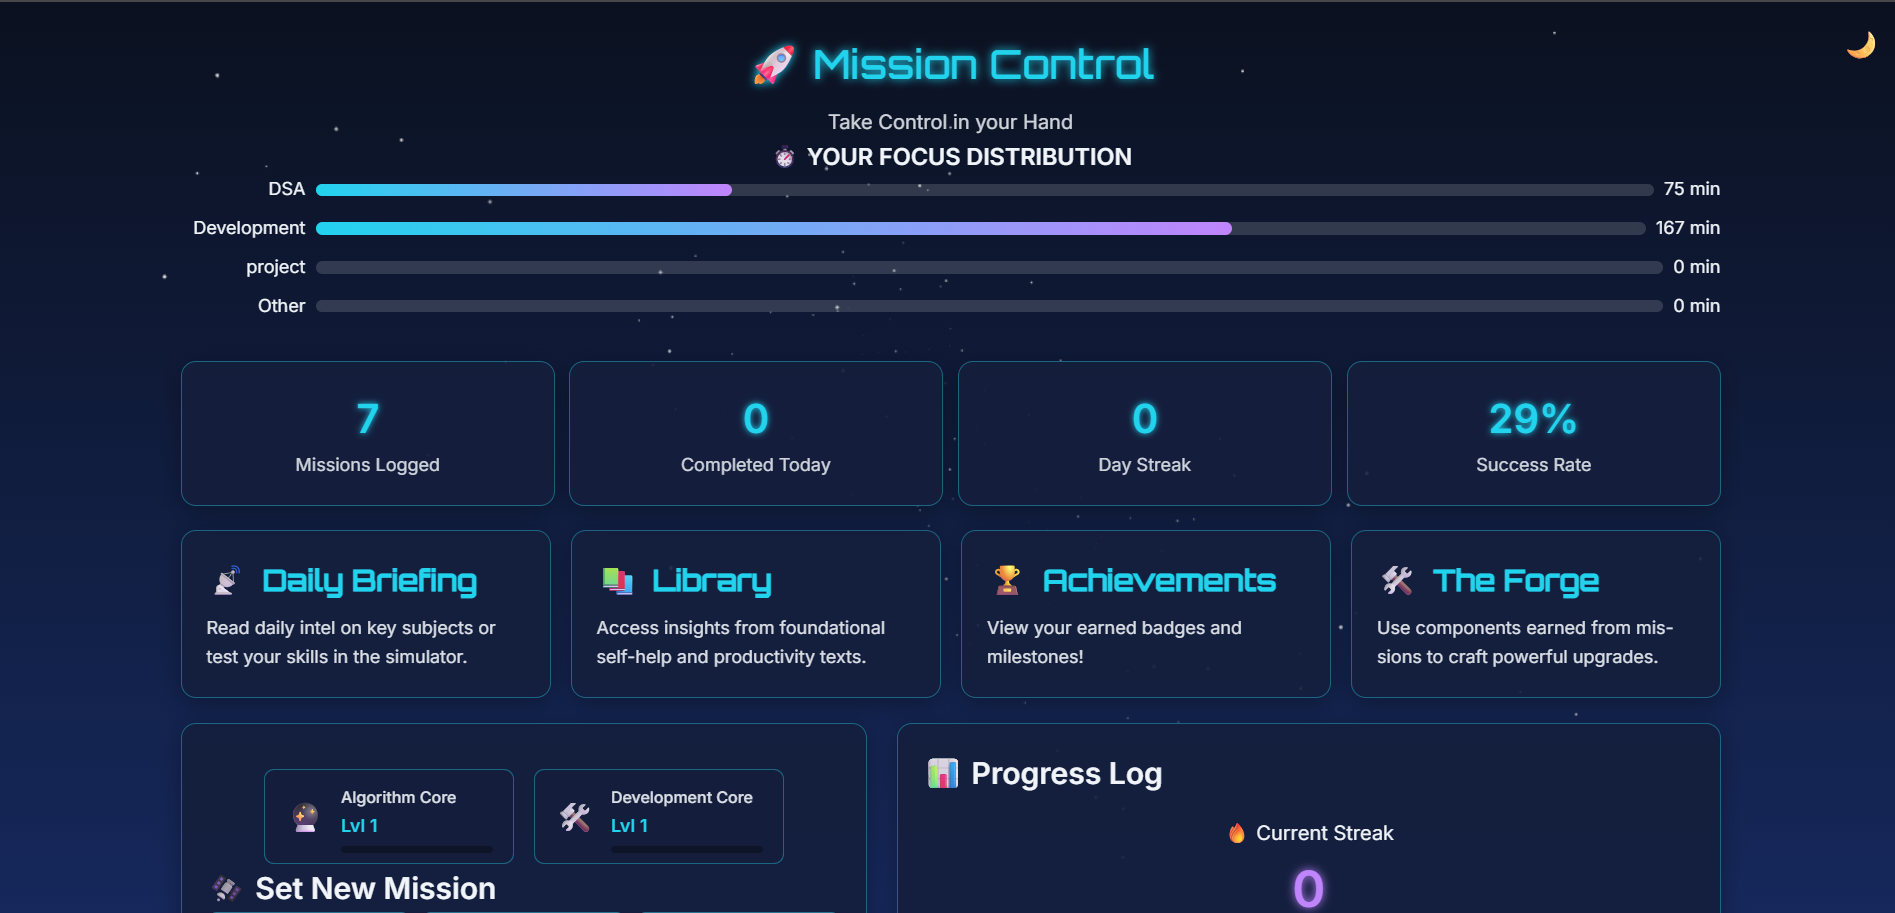 🚀 Mission Control
Take Control in your Hand
⏱️ YOUR FOCUS DISTRIBUTION
DSA 75 min
Development 167 min
project 0 min
Other 0 min
7
Missions Logged
0
Completed Today
0
Day Streak
29%
Success Rate
Daily Briefing
Read daily intel on key subjects or
test your skills in the simulator.
Library
Access insights from foundational
self-help and productivity texts.
Achievements
View your earned badges and
milestones!
The Forge
Use components earned from mis-
sions to craft powerful upgrades.
Algorithm Core
Lvl 1
Development Core
Lvl 1
Set New Mission
Progress Log
Current Streak
0